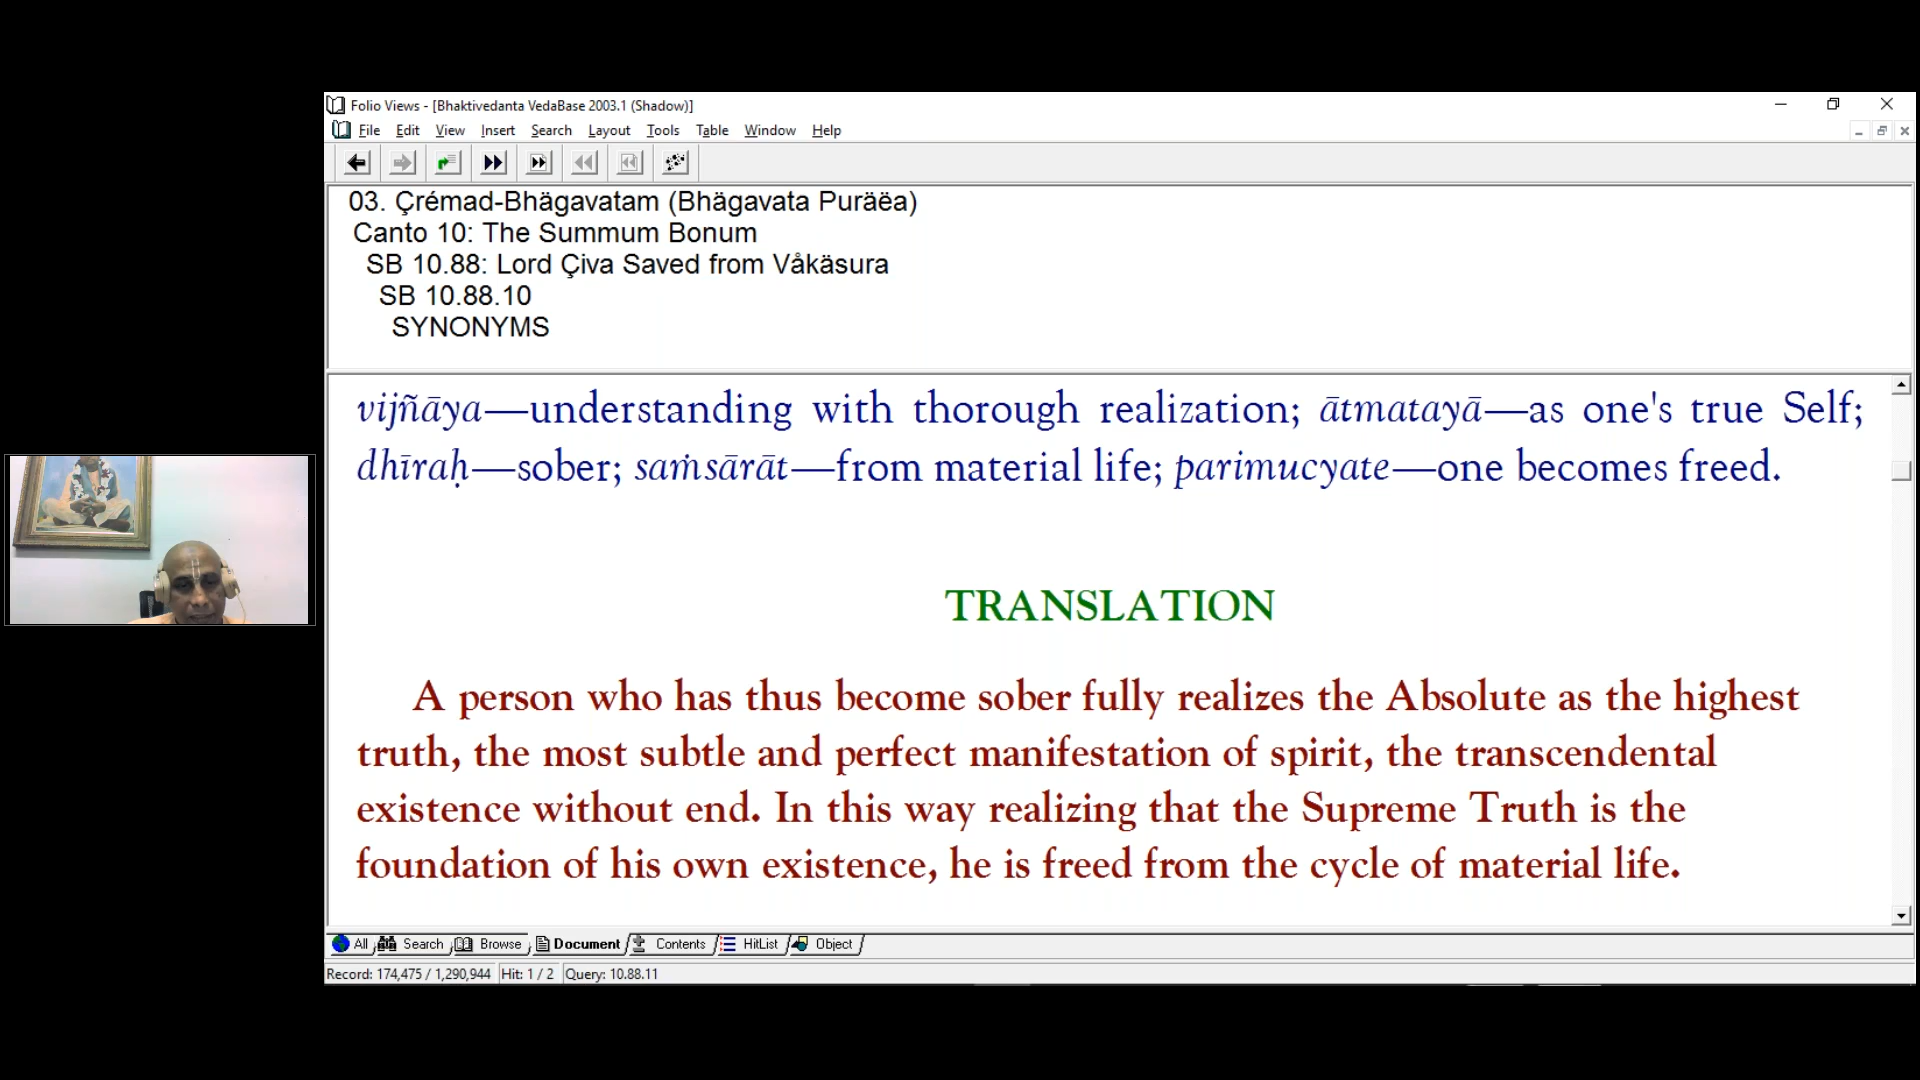 Folio Views - [Bhaktivedanta VedaBase 2003.1 (Shadow)]
File Edit View Insert Search Layout Tools Table Window Help
03. Çrémad-Bhägavatam (Bhägavata Puräëa)
Canto 10: The Summum Bonum
SB 10.88: Lord Çiva Saved from Våkäsura
SB 10.88.10
SYNONYMS
vijñāya—understanding with thorough realization; ātmatayā—as one's true Self;
dhīraḥ—sober; saṁsārāt—from material life; parimucyate—one becomes freed.
TRANSLATION
A person who has thus become sober fully realizes the Absolute as the highest
truth, the most subtle and perfect manifestation of spirit, the transcendental
existence without end. In this way realizing that the Supreme Truth is the
foundation of his own existence, he is freed from the cycle of material life.
All Search Browse Document Contents HitList Object
Record: 174,475 / 1,290,944 Hit: 1 / 2 Query: 10.88.11